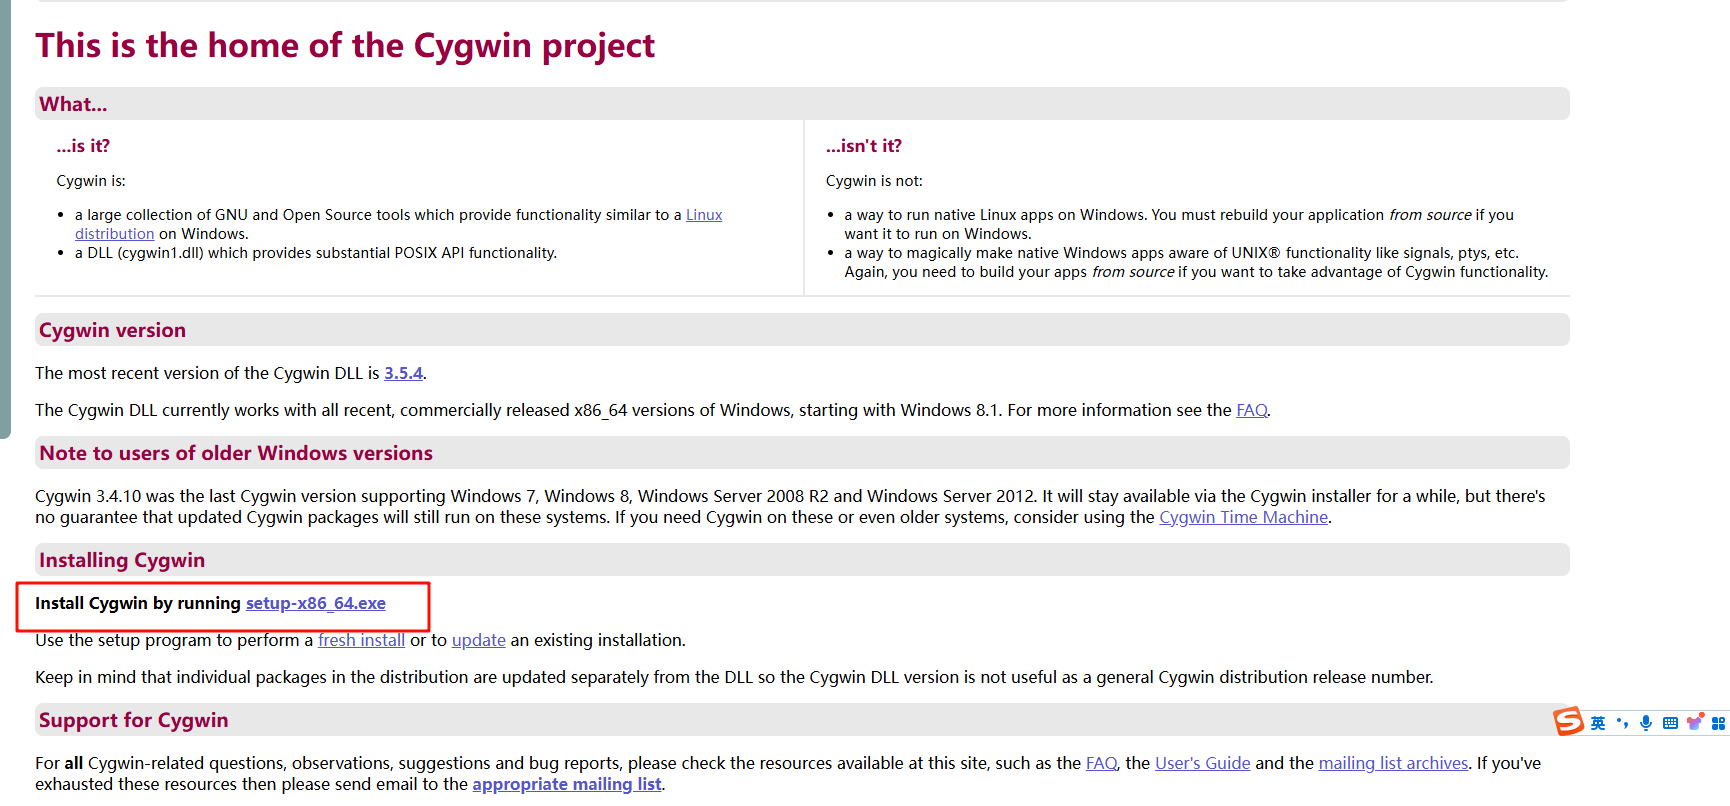 This is the home of the Cygwin project
What...
...is it?
Cygwin is:
a large collection of GNU and Open Source tools which provide functionality similar to a Linux
distribution on Windows.
a DLL (cygwin1.dll) which provides substantial POSIX API functionality.
...isn't it?
Cygwin is not:
a way to run native Linux apps on Windows. You must rebuild your application from source if you
want it to run on Windows.
a way to magically make native Windows apps aware of UNIX® functionality like signals, ptys, etc.
Again, you need to build your apps from source if you want to take advantage of Cygwin functionality.
Cygwin version
The most recent version of the Cygwin DLL is 3.5.4.
The Cygwin DLL currently works with all recent, commercially released x86_64 versions of Windows, starting with Windows 8.1. For more information see the FAQ.
Note to users of older Windows versions
Cygwin 3.4.10 was the last Cygwin version supporting Windows 7, Windows 8, Windows Server 2008 R2 and Windows Server 2012. It will stay available via the Cygwin installer for a while, but there's
no guarantee that updated Cygwin packages will still run on these systems. If you need Cygwin on these or even older systems, consider using the Cygwin Time Machine.
Installing Cygwin
Install Cygwin by running setup-x86_64.exe
Use the setup program to perform a fresh install or to update an existing installation.
Keep in mind that individual packages in the distribution are updated separately from the DLL so the Cygwin DLL version is not useful as a general Cygwin distribution release number.
Support for Cygwin
英
For all Cygwin-related questions, observations, suggestions and bug reports, please check the resources available at this site, such as the FAQ, the User's Guide and the mailing list archives. If you've
exhausted these resources then please send email to the appropriate mailing list.